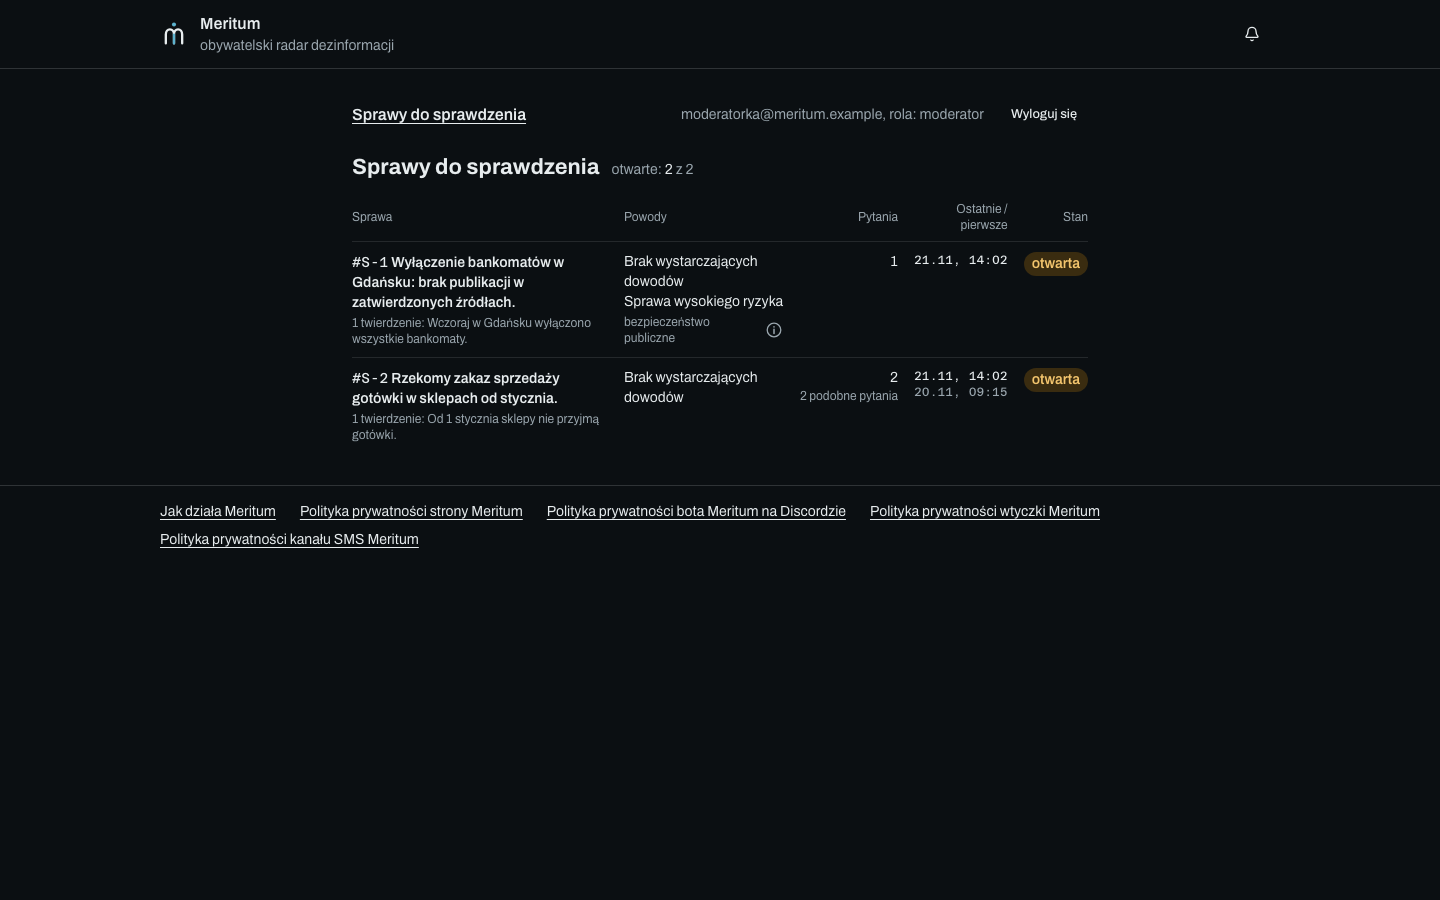 Meritum
obywatelski radar dezinformacji
Sprawy do sprawdzenia
moderatorka@meritum.example, rola: moderator
Wyloguj się
Sprawy do sprawdzenia otwarte: 2 z 2
Sprawa
Powody
Pytania
Ostatnie /
pierwsze
Stan
#S-1 Wyłączenie bankomatów w
Gdańsku: brak publikacji w
zatwierdzonych źródłach.
1 twierdzenie: Wczoraj w Gdańsku wyłączono
wszystkie bankomaty.
Brak wystarczających
dowodów
Sprawa wysokiego ryzyka
bezpieczeństwo
publiczne
1
21.11, 14:02
otwarta
#S-2 Rzekomy zakaz sprzedaży
gotówki w sklepach od stycznia.
1 twierdzenie: Od 1 stycznia sklepy nie przyjmą
gotówki.
Brak wystarczających
dowodów
2
2 podobne pytania
21.11, 14:02
20.11, 09:15
otwarta
Jak działa Meritum
Polityka prywatności strony Meritum
Polityka prywatności bota Meritum na Discordzie
Polityka prywatności wtyczki Meritum
Polityka prywatności kanału SMS Meritum